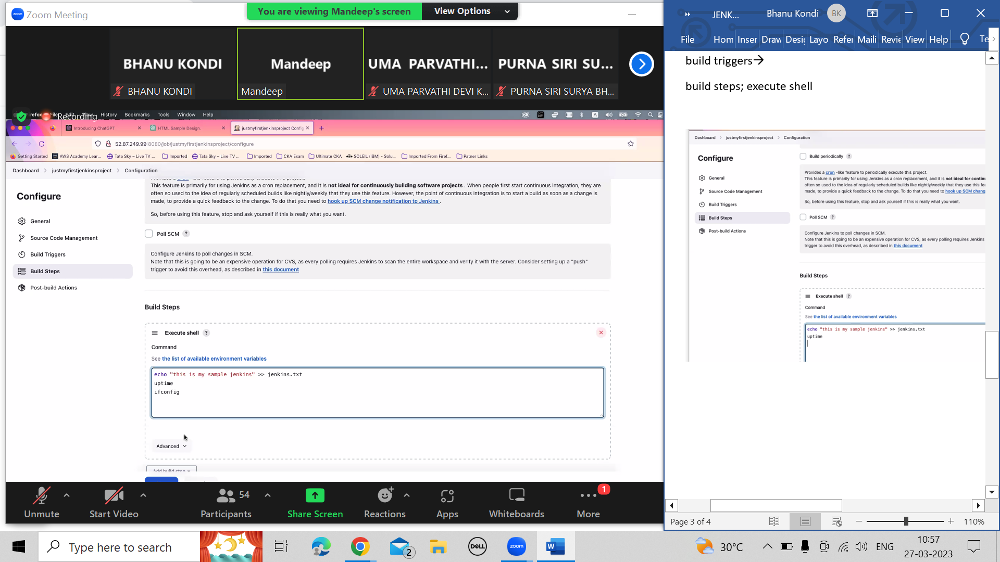 Zoom Meeting
You are viewing Mandeep's screen
View Options
BHANU KONDI
Mandeep
UMA PARVATHI...
PURNA SIRI SU...
BHANU KONDI
Mandeep
UMA PARVATHI DEVI K...
PURNA SIRI SURYA BH...
Recording
File Edit View History Bookmarks Tools Window Help
Introducing ChatGPT
HTML Sample Design.
justmyfirstjenkinsproject Config
52.87.249.99:8080/job/justmyfirstjenkinsproject/configure
Getting Started
AWS Academy Lear...
Tata Sky – Live TV ...
Imported
Tata Sky – Live TV ...
Imported
CKA Exam
Ultimate CKA
SOLEIL (IBM) - Solu...
Imported From Firef...
Patner Links
Dashboard > justmyfirstjenkinsproject > Configuration
Configure
General
Source Code Management
Build Triggers
Build Steps
Post-build Actions
This feature is primarily for using Jenkins as a cron replacement, and it is not ideal for continuously building software projects . When people first start continuous integration, they are
often so used to the idea of regularly scheduled builds like nightly/weekly that they use this feature. However, the point of continuous integration is to start a build as soon as a change is
made, to provide a quick feedback to the change. To do that you need to hook up SCM change notification to Jenkins .
So, before using this feature, stop and ask yourself if this is really what you want.
Poll SCM ?
Configure Jenkins to poll changes in SCM.
Note that this is going to be an expensive operation for CVS, as every polling requires Jenkins to scan the entire workspace and verify it with the server. Consider setting up a "push"
trigger to avoid this overhead, as described in this document
Build Steps
Execute shell ?
Command
See the list of available environment variables
echo "this is my sample jenkins" >> jenkins.txt
uptime
ifconfig
Advanced
Add build step
Unmute
Start Video
54
Participants
Share Screen
Reactions
Apps
Whiteboards
1
More
JENK...
Bhanu Kondi
BK
File Hom Inser Draw Desi Layo Refer Maili Revie View Help Te
build triggers→
build steps; execute shell
Dashboard > justmyfirstjenkinsproject > Configuration
Configure
General
Source Code Management
Build Triggers
Build Steps
Post-build Actions
Build periodically ?
Provides a cron -like feature to periodically execute this project.
This feature is primarily for using Jenkins as a cron replacement, and it is not ideal for contin
often so used to the idea of regularly scheduled builds like nightly/weekly that they use this fea
made, to provide a quick feedback to the change. To do that you need to hook up SCM chang
So, before using this feature, stop and ask yourself if this is really what you want.
Poll SCM ?
Configure Jenkins to poll changes in SCM.
Note that this is going to be an expensive operation for CVS, as every polling requires Jenkins
trigger to avoid this overhead, as described in this document
Build Steps
Execute shell ?
Command
See the list of available environment variables
echo "this is my sample jenkins" >> jenkins.txt
uptime
Page 3 of 4
110%
Type here to search
2
DELL
zoom
W
30°C
ENG
10:57
27-03-2023